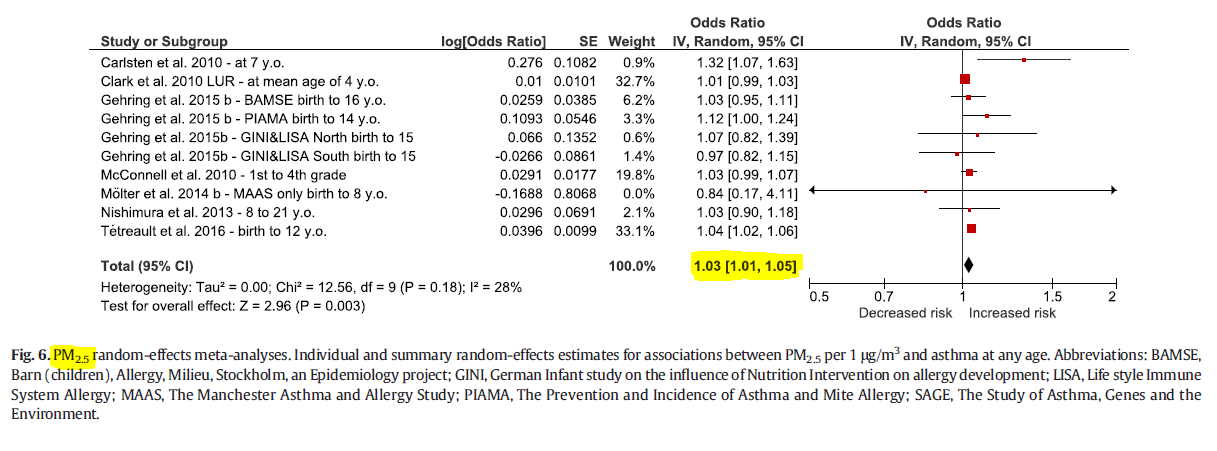 Odds Ratio Odds Ratio
Study or Subgroup log[Odds Ratio] SE Weight IV, Random, 95% CI IV, Random, 95% CI
Carlsten et al. 2010 - at 7 y.o. 0.276 0.1082 0.9% 1.32 [1.07, 1.63]
Clark et al. 2010 LUR - at mean age of 4 y.o. 0.01 0.0101 32.7% 1.01 [0.99, 1.03]
Gehring et al. 2015 b - BAMSE birth to 16 y.o. 0.0259 0.0385 6.2% 1.03 [0.95, 1.11]
Gehring et al. 2015 b - PIAMA birth to 14 y.o. 0.1093 0.0546 3.3% 1.12 [1.00, 1.24]
Gehring et al. 2015b - GINI&LISA North birth to 15 0.066 0.1352 0.6% 1.07 [0.82, 1.39]
Gehring et al. 2015b - GINI&LISA South birth to 15 -0.0266 0.0861 1.4% 0.97 [0.82, 1.15]
McConnell et al. 2010 - 1st to 4th grade 0.0291 0.0177 19.8% 1.03 [0.99, 1.07]
Mölter et al. 2014 b - MAAS only birth to 8 y.o. -0.1688 0.8068 0.0% 0.84 [0.17, 4.11]
Nishimura et al. 2013 - 8 to 21 y.o. 0.0296 0.0691 2.1% 1.03 [0.90, 1.18]
Tétreault et al. 2016 - birth to 12 y.o. 0.0396 0.0099 33.1% 1.04 [1.02, 1.06]
Total (95% CI) 100.0% 1.03 [1.01, 1.05]
Heterogeneity: Tau² = 0.00; Chi² = 12.56, df = 9 (P = 0.18); I² = 28%
Test for overall effect: Z = 2.96 (P = 0.003)
0.5 0.7 1 1.5 2
Decreased risk Increased risk
Fig. 6. PM2.5 random-effects meta-analyses. Individual and summary random-effects estimates for associations between PM2.5 per 1 μg/m³ and asthma at any age. Abbreviations: BAMSE,
Barn (children), Allergy, Milieu, Stockholm, an Epidemiology project; GINI, German Infant study on the influence of Nutrition Intervention on allergy development; LISA, Life style Immune
System Allergy; MAAS, The Manchester Asthma and Allergy Study; PIAMA, The Prevention and Incidence of Asthma and Mite Allergy; SAGE, The Study of Asthma, Genes and the
Environment.